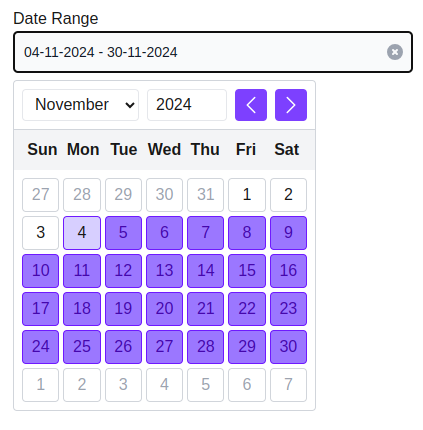 Date Range
04-11-2024 - 30-11-2024
November 2024
Sun Mon Tue Wed Thu Fri Sat
27 28 29 30 31 1 2
3 4 5 6 7 8 9
10 11 12 13 14 15 16
17 18 19 20 21 22 23
24 25 26 27 28 29 30
1 2 3 4 5 6 7